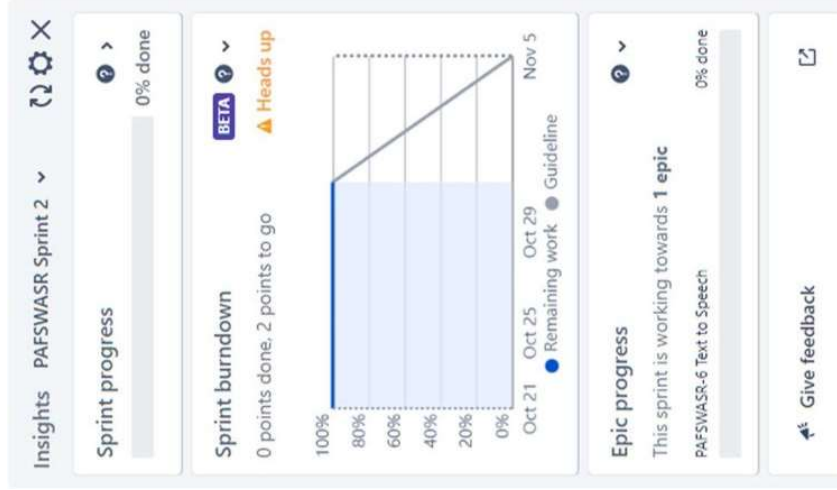 Insights PAFSWASR Sprint 2
Sprint progress
0% done
Sprint burndown BETA
0 points done, 2 points to go Heads up
100%
80%
60%
40%
20%
0%
Oct 21 Oct 25 Oct 29 Nov 5
Remaining work Guideline
Epic progress
This sprint is working towards 1 epic
PAFSWASR-6 Text to Speech 0% done
Give feedback